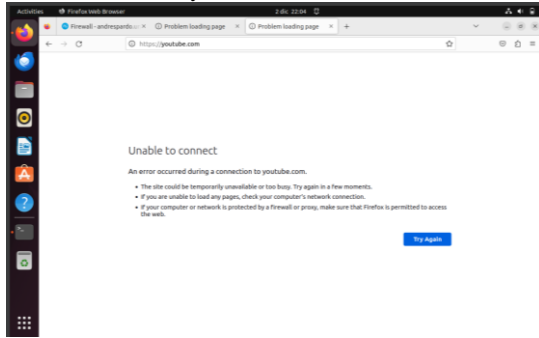 Activities
Firefox Web Browser
2 dic 22:04
Firewall - andrespardo
Problem loading page
Problem loading page
https://youtube.com
Unable to connect
An error occurred during a connection to youtube.com.
The site could be temporarily unavailable or too busy. Try again in a few moments.
If you are unable to load any pages, check your computer's network connection.
If your computer or network is protected by a firewall or proxy, make sure that Firefox is permitted to access
the web.
Try Again